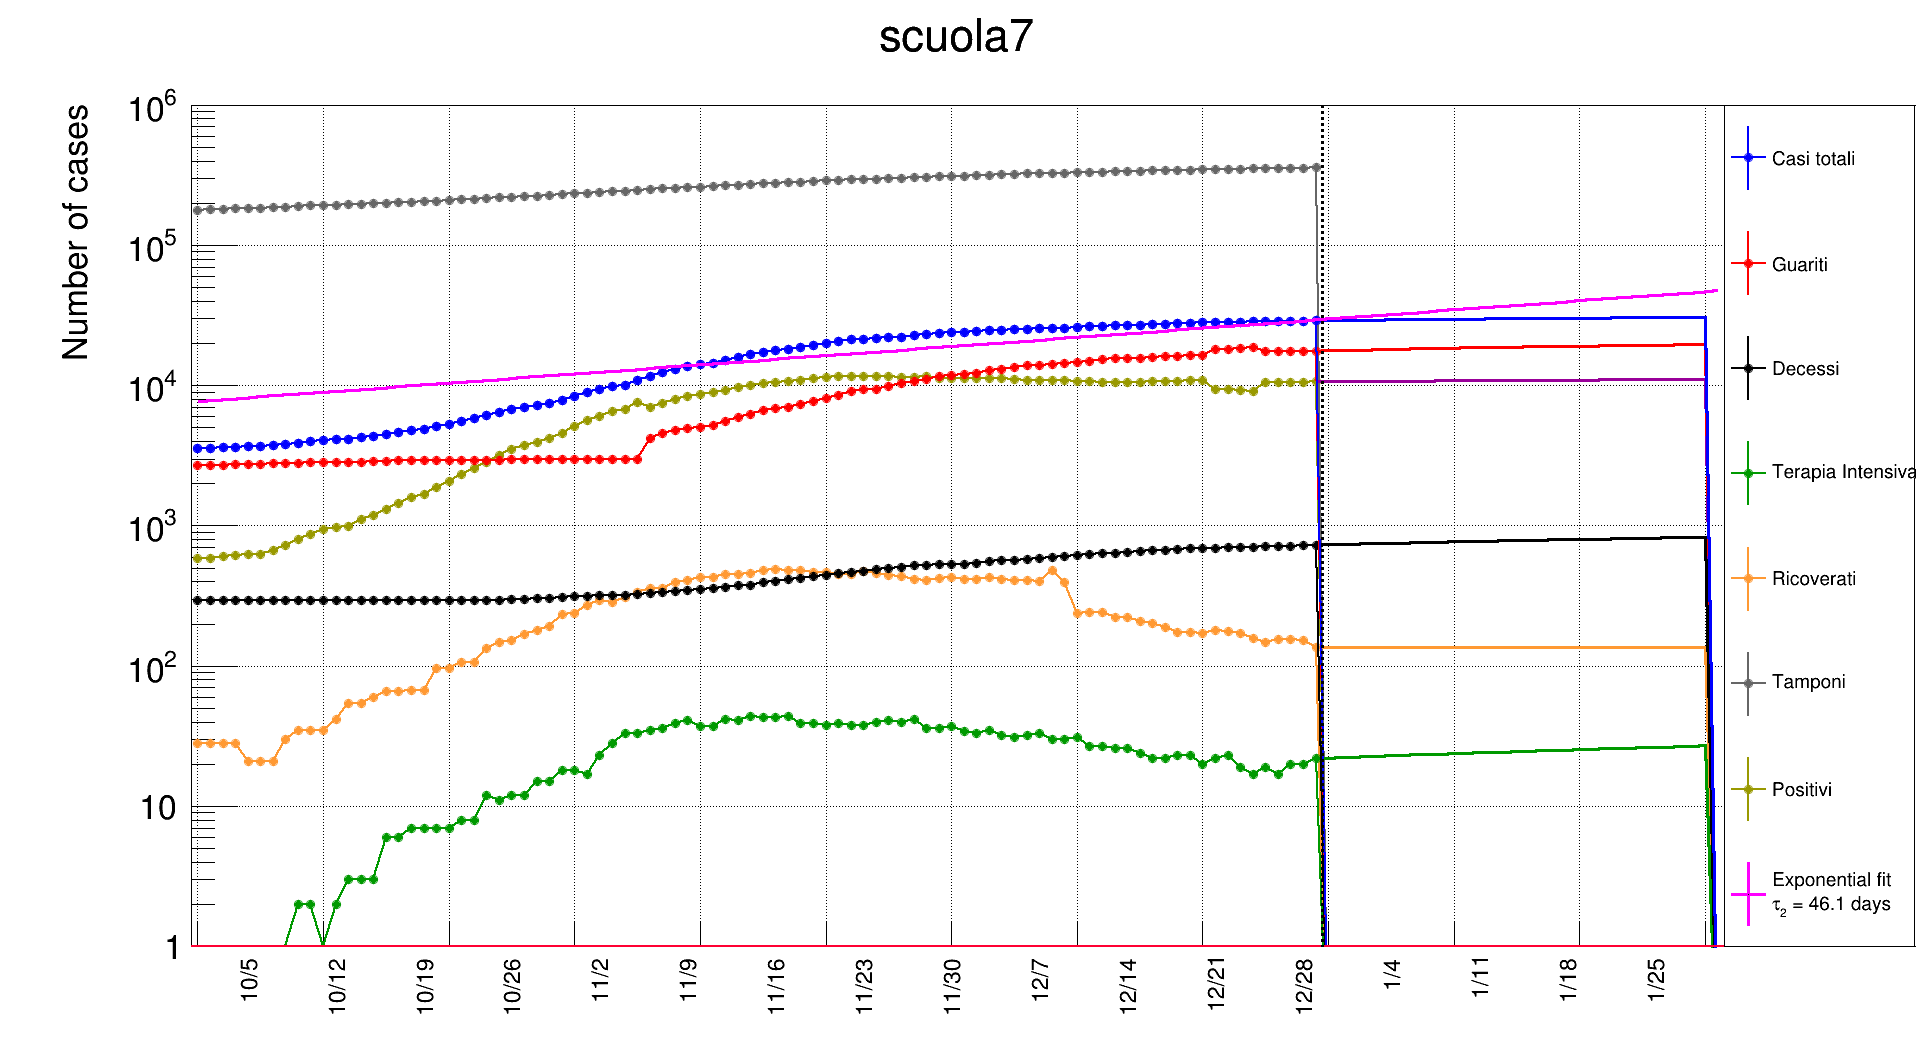 scuola7
Number of cases
10^6
10^5
10^4
10^3
10^2
10
1
10/5 10/12 10/19 10/26 11/2 11/9 11/16 11/23 11/30 12/7 12/14 12/21 12/28 1/4 1/11 1/18 1/25
Casi totali
Guariti
Decessi
Terapia Intensiva
Ricoverati
Tamponi
Positivi
Exponential fit
τ₂ = 46.1 days